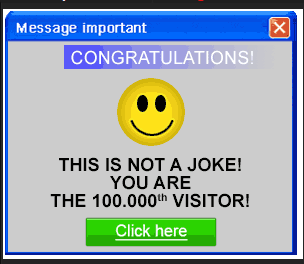 Message important
CONGRATULATIONS!
THIS IS NOT A JOKE!
YOU ARE
THE 100.000th VISITOR!
Click here